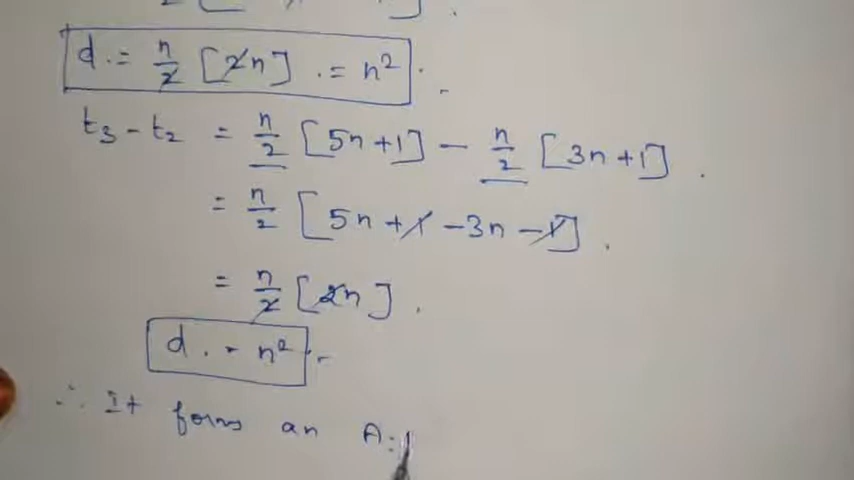 d. = n/2 [2n] . = n² .
t₃ - t₂ = n/2 [5n+1] - n/2 [3n+1] .
= n/2 [5n + 1 - 3n - 1] .
= n/2 [2n] .
d . = n² .
∴ It forms an A.